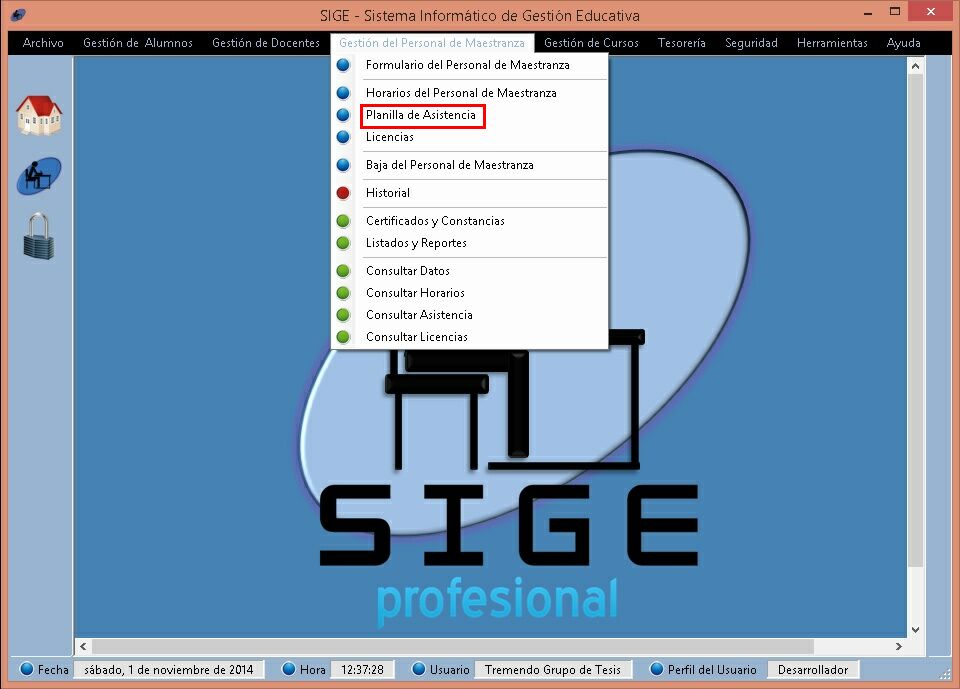 SIGE - Sistema Informático de Gestión Educativa
Archivo Gestión de Alumnos Gestión de Docentes Gestión del Personal de Maestranza Gestión de Cursos Tesorería Seguridad Herramientas Ayuda
Formulario del Personal de Maestranza
Horarios del Personal de Maestranza
Planilla de Asistencia
Licencias
Baja del Personal de Maestranza
Historial
Certificados y Constancias
Listados y Reportes
Consultar Datos
Consultar Horarios
Consultar Asistencia
Consultar Licencias
SIGE
profesional
Fecha sábado, 1 de noviembre de 2014 Hora 12:37:28 Usuario Tremendo Grupo de Tesis Perfil del Usuario Desarrollador